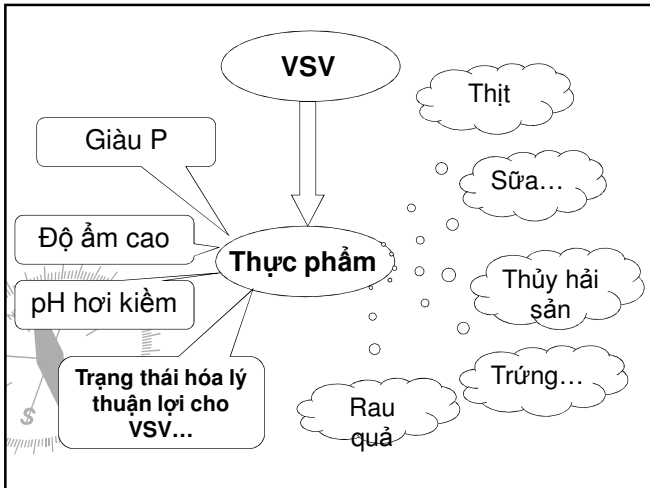 VSV
Thịt
Giàu P
Sữa…
Độ ẩm cao
Thực phẩm
pH hơi kiềm
Thủy hải
sản
Trạng thái hóa lý
thuận lợi cho
VSV…
Trứng…
Rau
quả
S